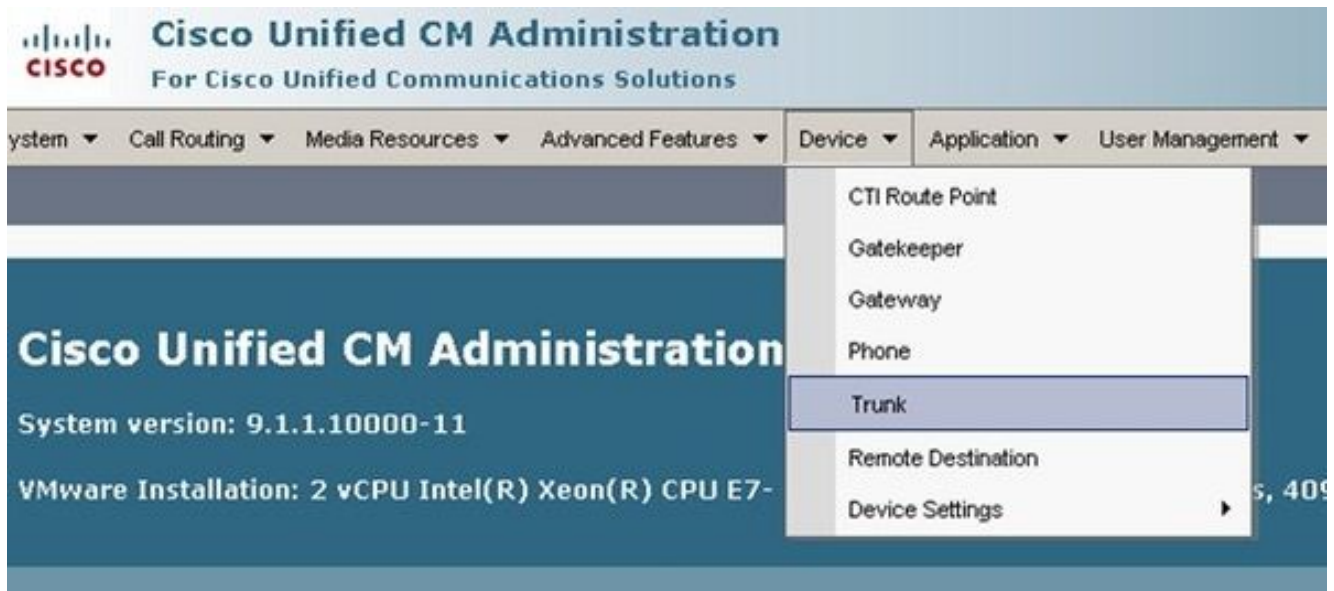 CISCO
Cisco Unified CM Administration
For Cisco Unified Communications Solutions
ystem Call Routing Media Resources Advanced Features Device Application User Management
CTI Route Point
Gatekeeper
Gateway
Phone
Trunk
Remote Destination
Device Settings
Cisco Unified CM Administration
System version: 9.1.1.10000-11
VMware Installation: 2 vCPU Intel(R) Xeon(R) CPU E7- s, 409